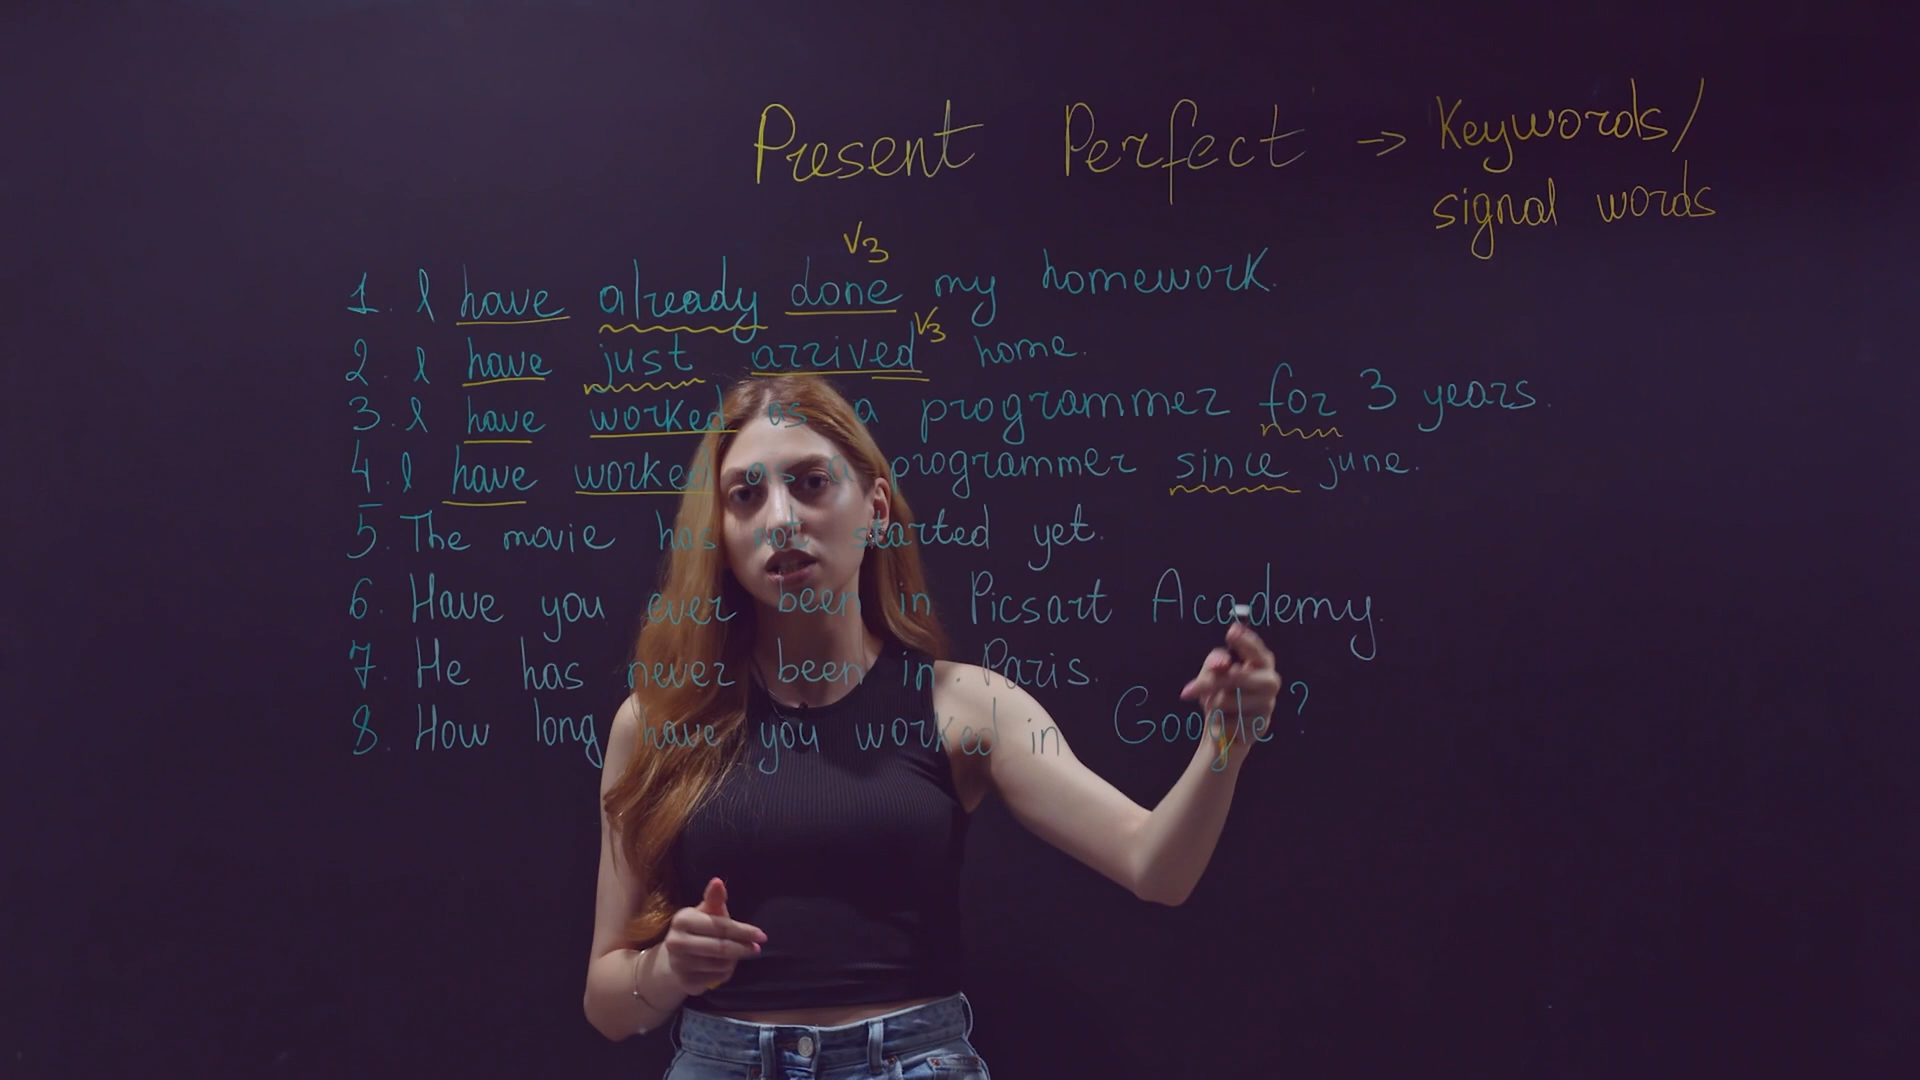 Present Perfect → Keywords/
signal words
V3
1. I have already done my homework.
V3
2. I have just arrived home.
3. I have worked as a programmer for 3 years.
4. I have worked as a programmer since june.
5. The movie has not started yet.
6. Have you ever been in Picsart Academy.
7. He has never been in Paris.
8. How long have you worked in Google?